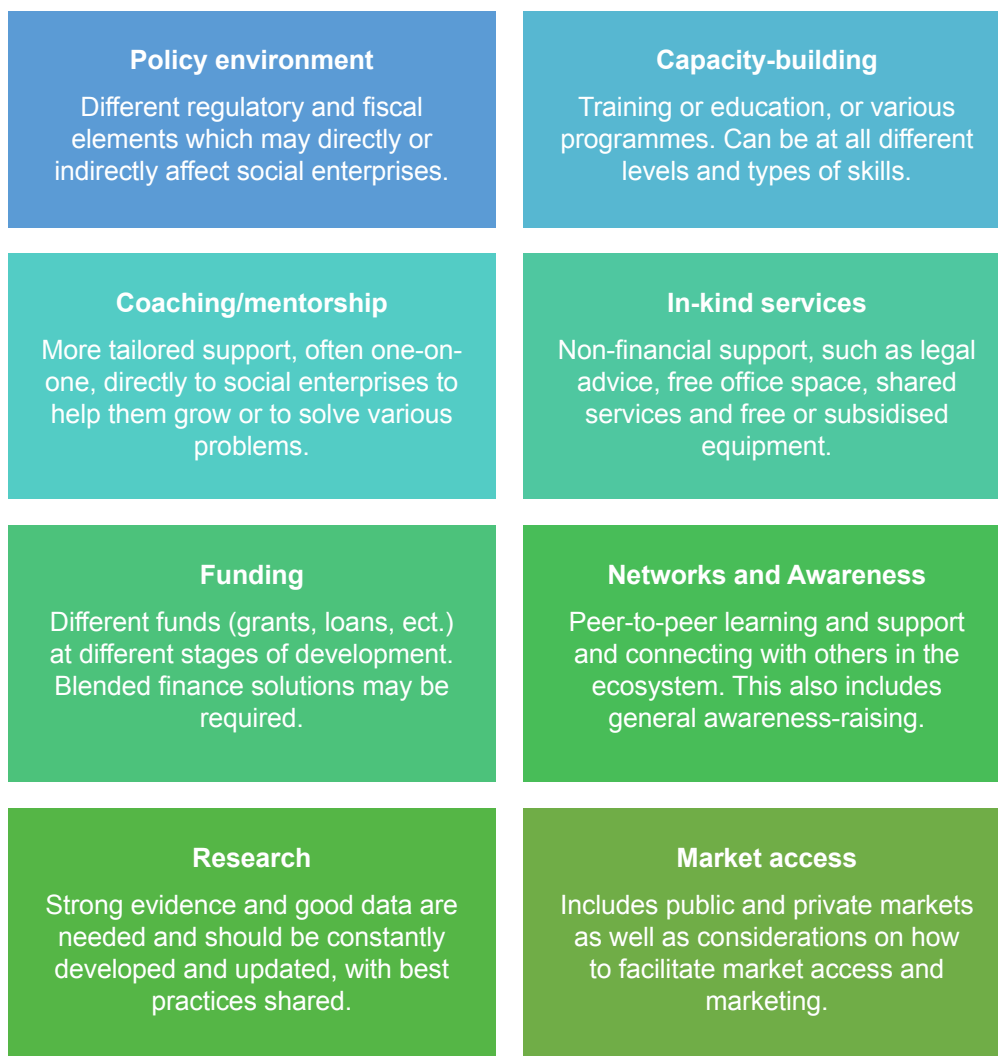 Policy environment
Different regulatory and fiscal
elements which may directly or
indirectly affect social enterprises.
Capacity-building
Training or education, or various
programmes. Can be at all different
levels and types of skills.
Coaching/mentorship
More tailored support, often one-on-
one, directly to social enterprises to
help them grow or to solve various
problems.
In-kind services
Non-financial support, such as legal
advice, free office space, shared
services and free or subsidised
equipment.
Funding
Different funds (grants, loans, ect.)
at different stages of development.
Blended finance solutions may be
required.
Networks and Awareness
Peer-to-peer learning and support
and connecting with others in the
ecosystem. This also includes
general awareness-raising.
Research
Strong evidence and good data are
needed and should be constantly
developed and updated, with best
practices shared.
Market access
Includes public and private markets
as well as considerations on how
to facilitate market access and
marketing.